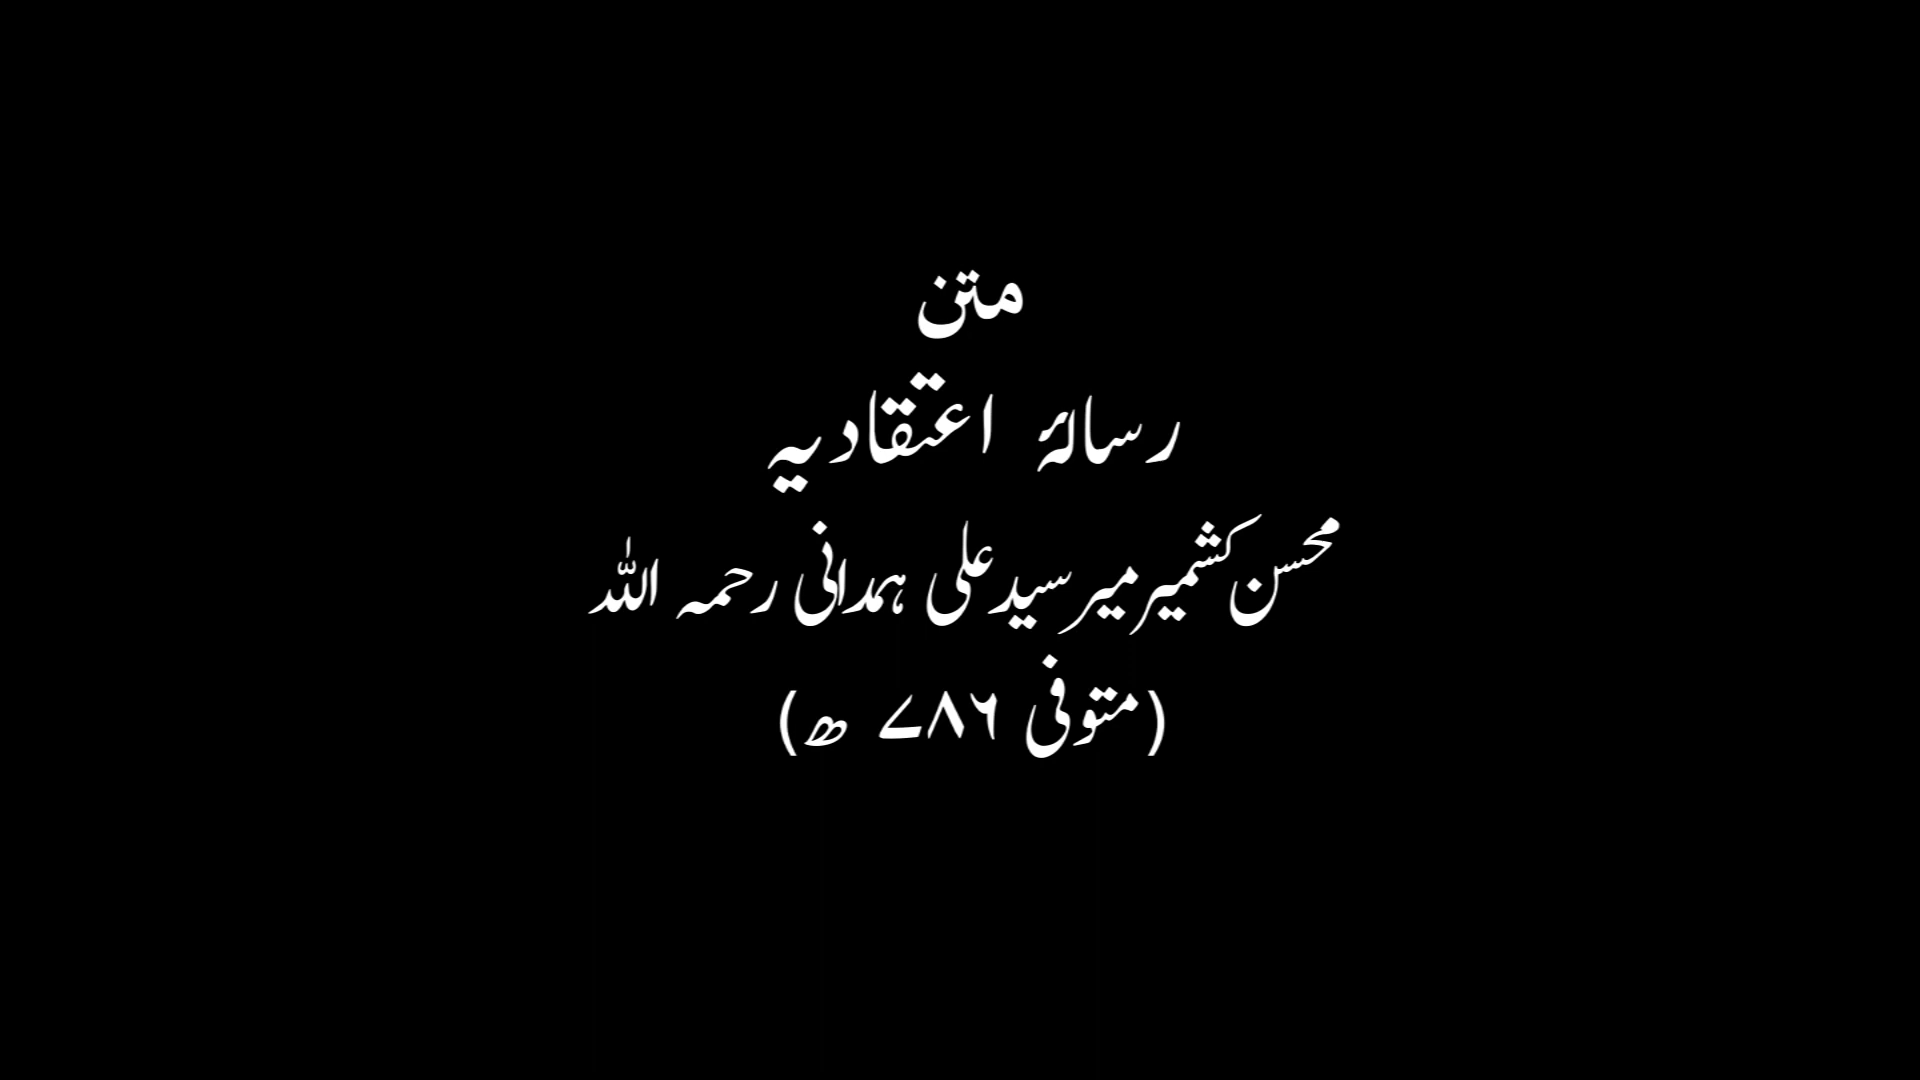 متن
رسالۂ اعتقادیہ
محسن کشمیر میر سید علی ہمدانی رحمہ اللہ
(متوفی ۷۸۶ ھ)